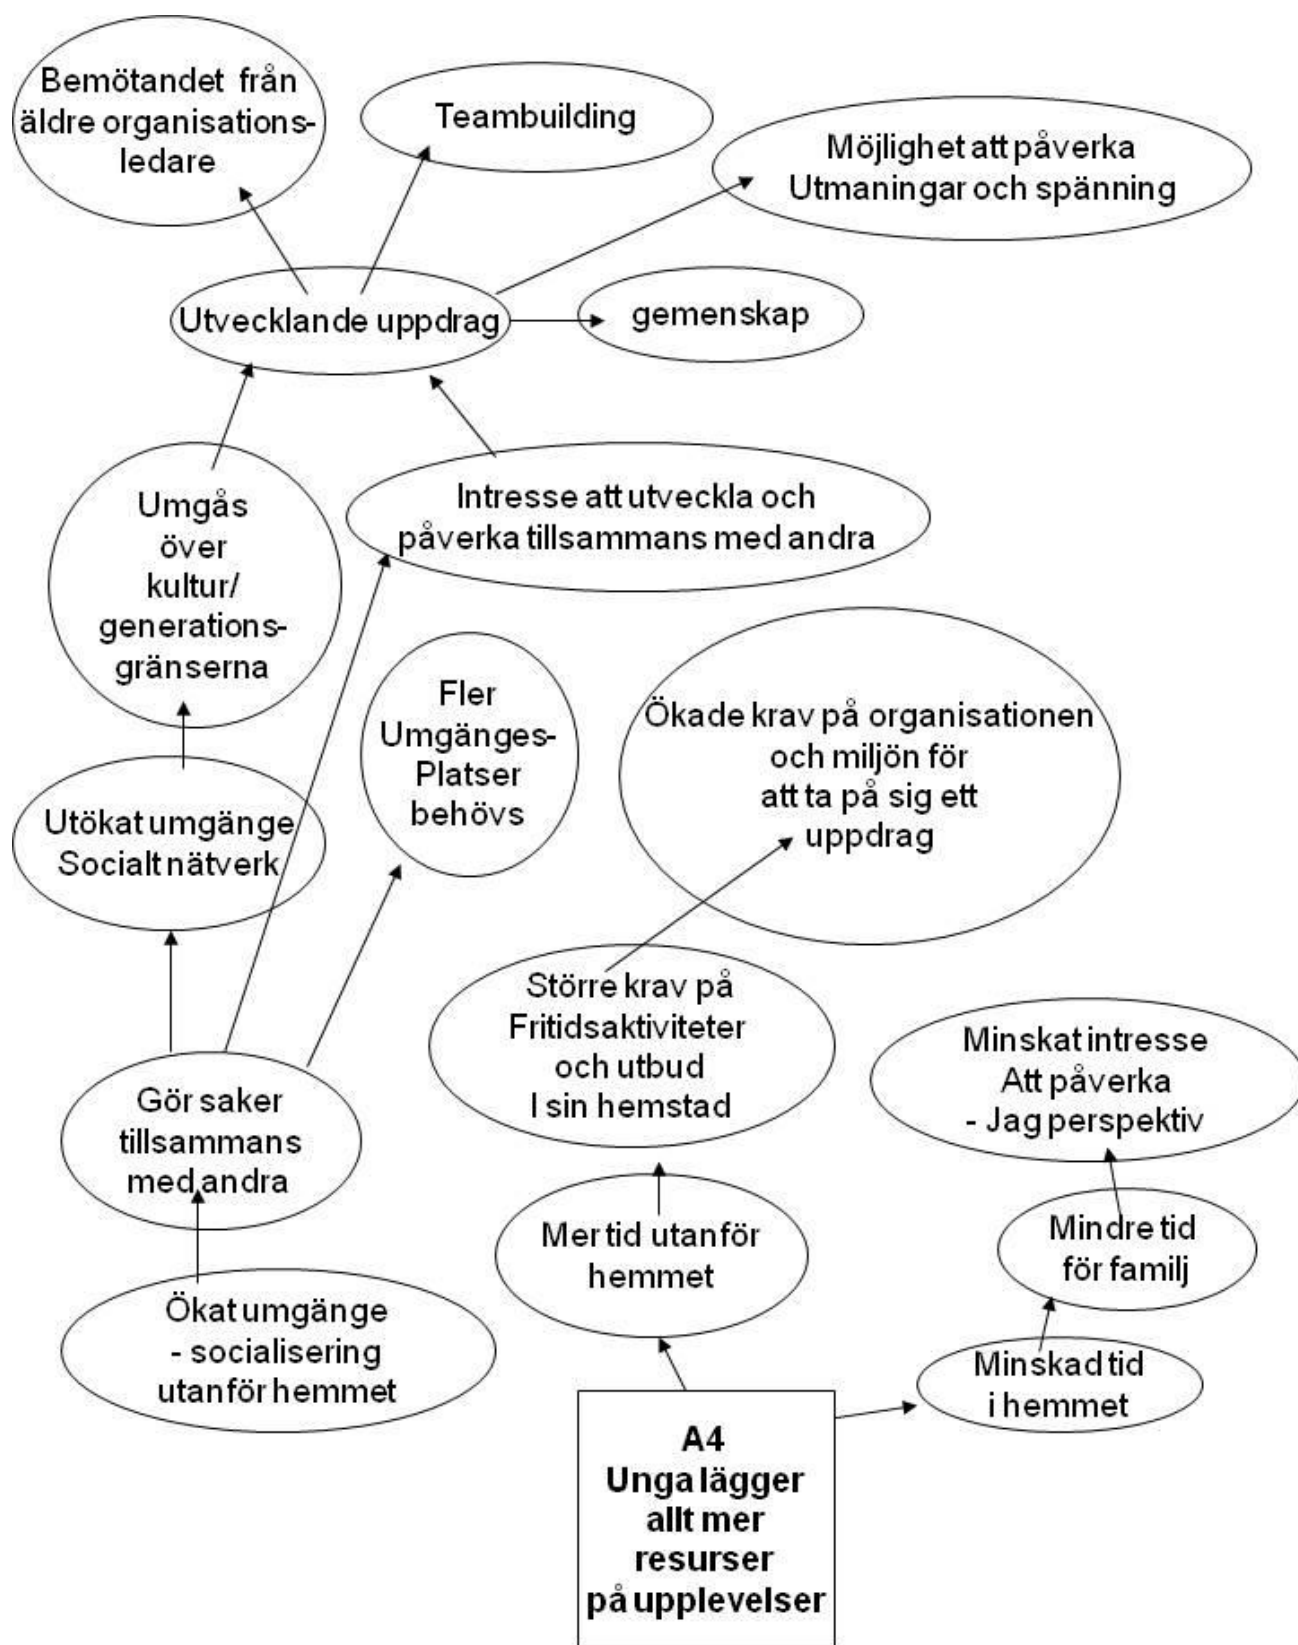 Bemötandet från
äldre organisations-
ledare
Teambuilding
Möjlighet att påverka
Utmaningar och spänning
Utvecklande uppdrag
gemenskap
Umgås
över
kultur/
generations-
gränserna
Intresse att utveckla och
påverka tillsammans med andra
Fler
Umgänges-
Platser
behövs
Ökade krav på organisationen
och miljön för
att ta på sig ett
uppdrag
Utökat umgänge
Socialt nätverk
Större krav på
Fritidsaktiviteter
och utbud
I sin hemstad
Minskat intresse
Att påverka
- Jag perspektiv
Gör saker
tillsammans
med andra
Mer tid utanför
hemmet
Mindre tid
för familj
Ökat umgänge
- socialisering
utanför hemmet
Minskad tid
i hemmet
A4
Unga lägger
allt mer
resurser
på upplevelser